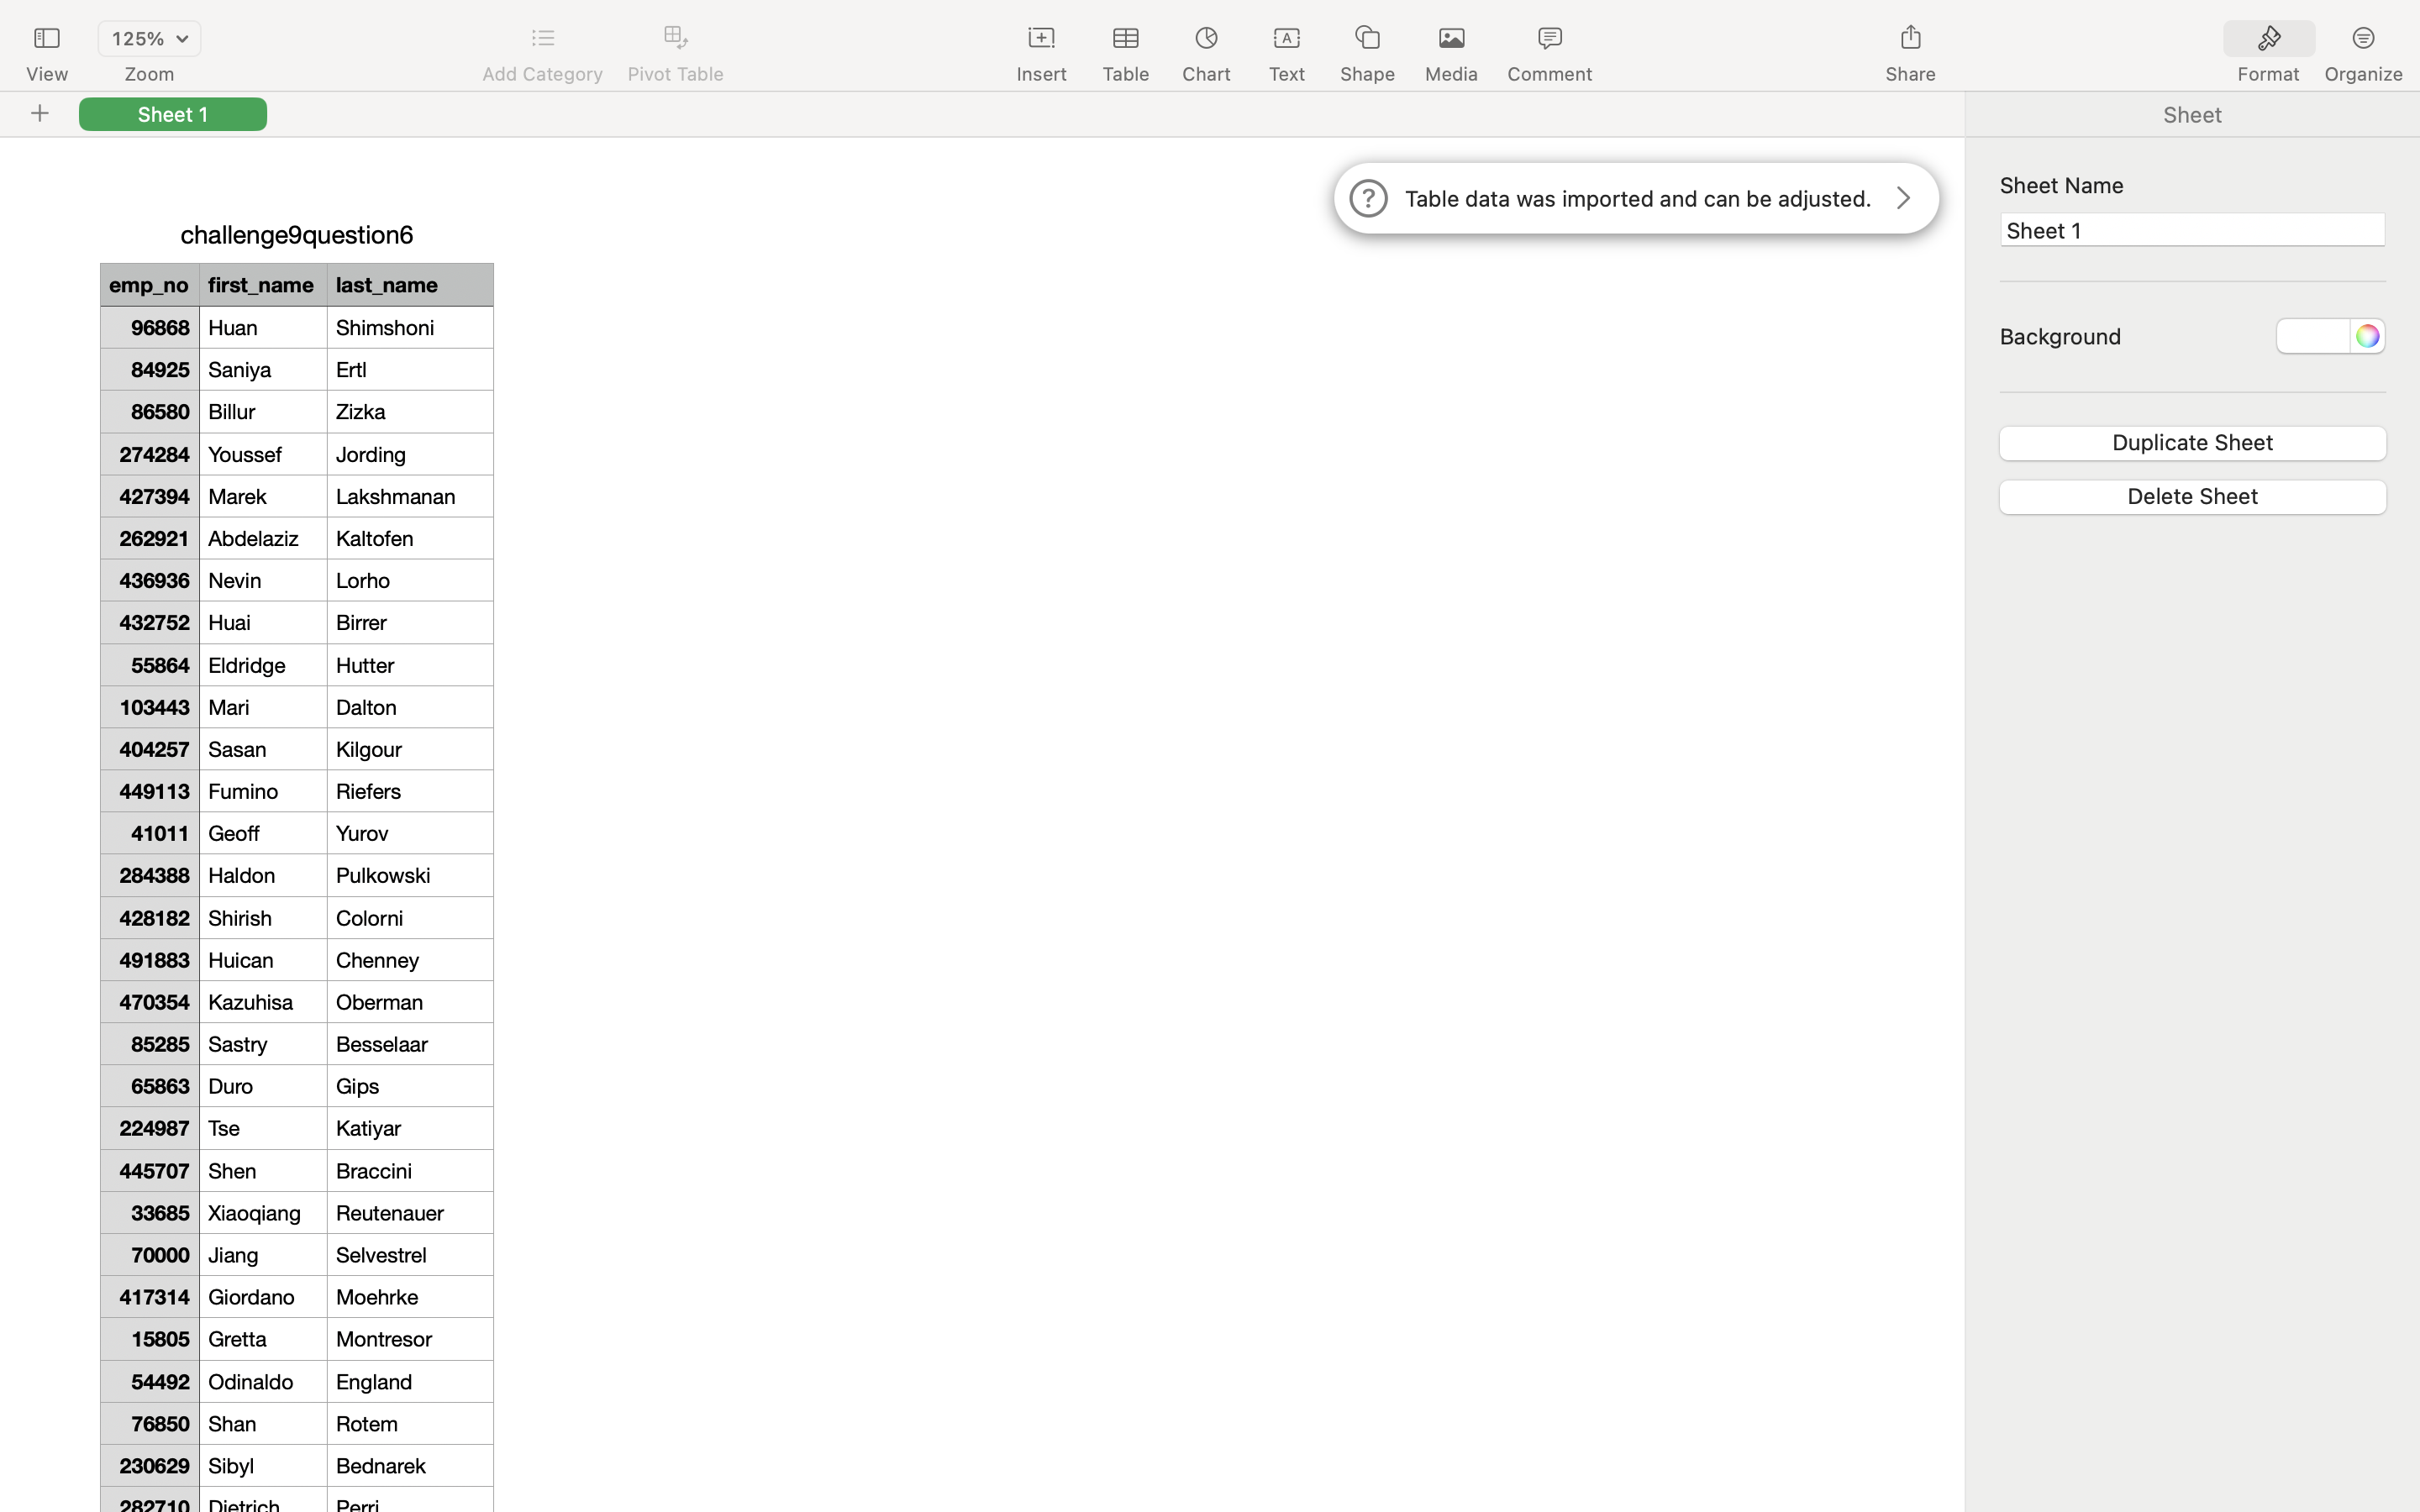 125%
View
Zoom
Add Category
Pivot Table
Insert
Table
Chart
Text
Shape
Media
Comment
Share
Format
Organize
Sheet 1
Sheet
Table data was imported and can be adjusted.
Sheet Name
Sheet 1
Background
Duplicate Sheet
Delete Sheet
challenge9question6
emp_no first_name last_name
96868 Huan Shimshoni
84925 Saniya Ertl
86580 Billur Zizka
274284 Youssef Jording
427394 Marek Lakshmanan
262921 Abdelaziz Kaltofen
436936 Nevin Lorho
432752 Huai Birrer
55864 Eldridge Hutter
103443 Mari Dalton
404257 Sasan Kilgour
449113 Fumino Riefers
41011 Geoff Yurov
284388 Haldon Pulkowski
428182 Shirish Colorni
491883 Huican Chenney
470354 Kazuhisa Oberman
85285 Sastry Besselaar
65863 Duro Gips
224987 Tse Katiyar
445707 Shen Braccini
33685 Xiaoqiang Reutenauer
70000 Jiang Selvestrel
417314 Giordano Moehrke
15805 Gretta Montresor
54492 Odinaldo England
76850 Shan Rotem
230629 Sibyl Bednarek
282710 Dietrich Perri